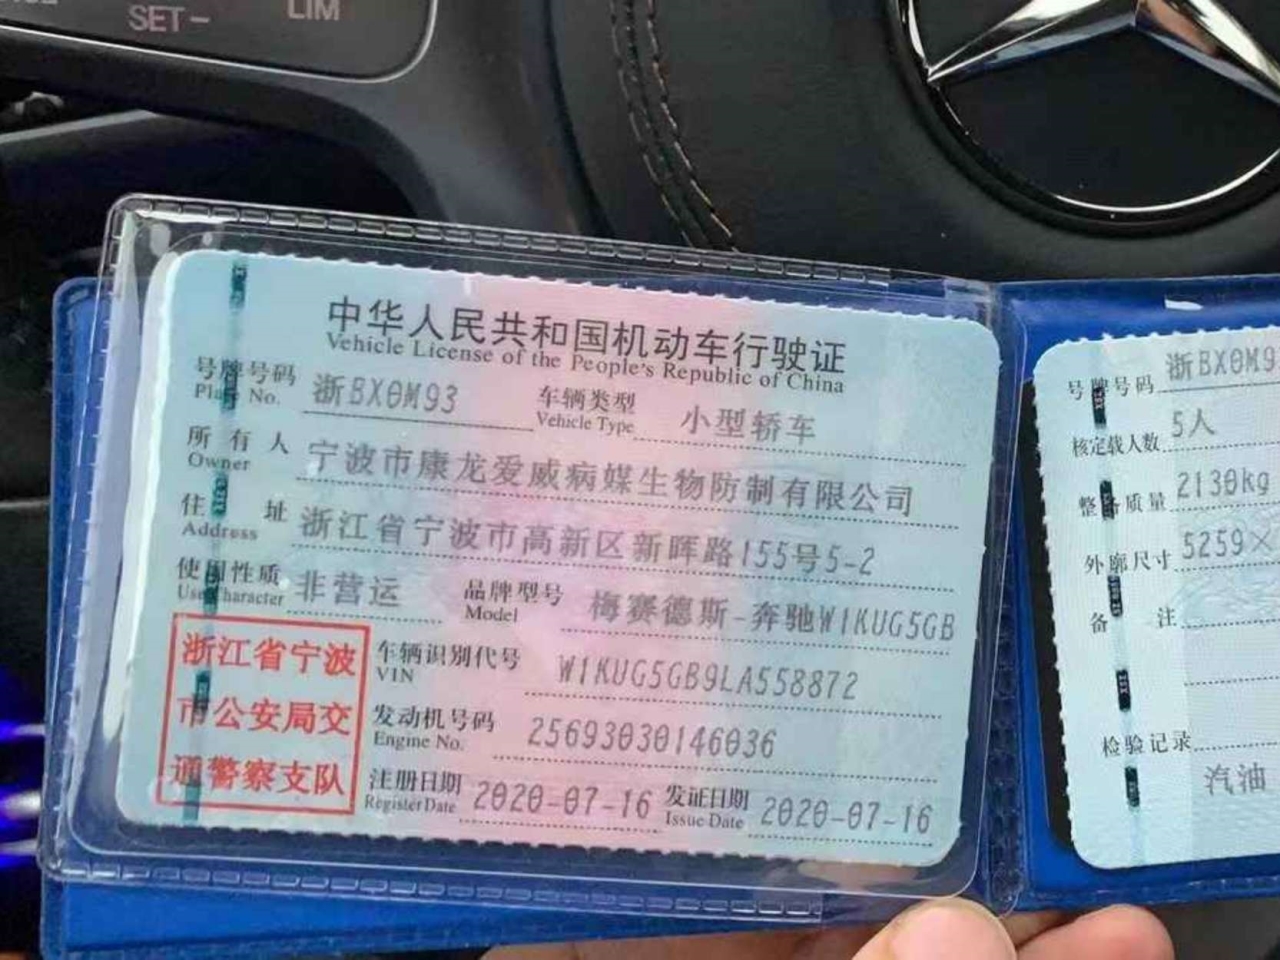 SET-
LIM
中华人民共和国机动车行驶证
Vehicle License of the People's Republic of China
号牌号码 浙BX0M93 车辆类型 小型轿车
Plate No. Vehicle Type
所有人 宁波市康龙爱威病媒生物防制有限公司
Owner
住址 浙江省宁波市高新区新晖路155号5-2
Address
使用性质 非营运 品牌型号 梅赛德斯-奔驰W1KUG5GB
Use Character Model
浙江省宁波
市公安局交
通警察支队
车辆识别代号 W1KUG5GB9LA558872
VIN
发动机号码 25693030146036
Engine No.
注册日期 2020-07-16 发证日期 2020-07-16
Register Date Issue Date
号牌号码 浙BX0M9
核定载人数 5人
整备质量 2130kg
外廓尺寸 5259×
备注
检验记录
汽油